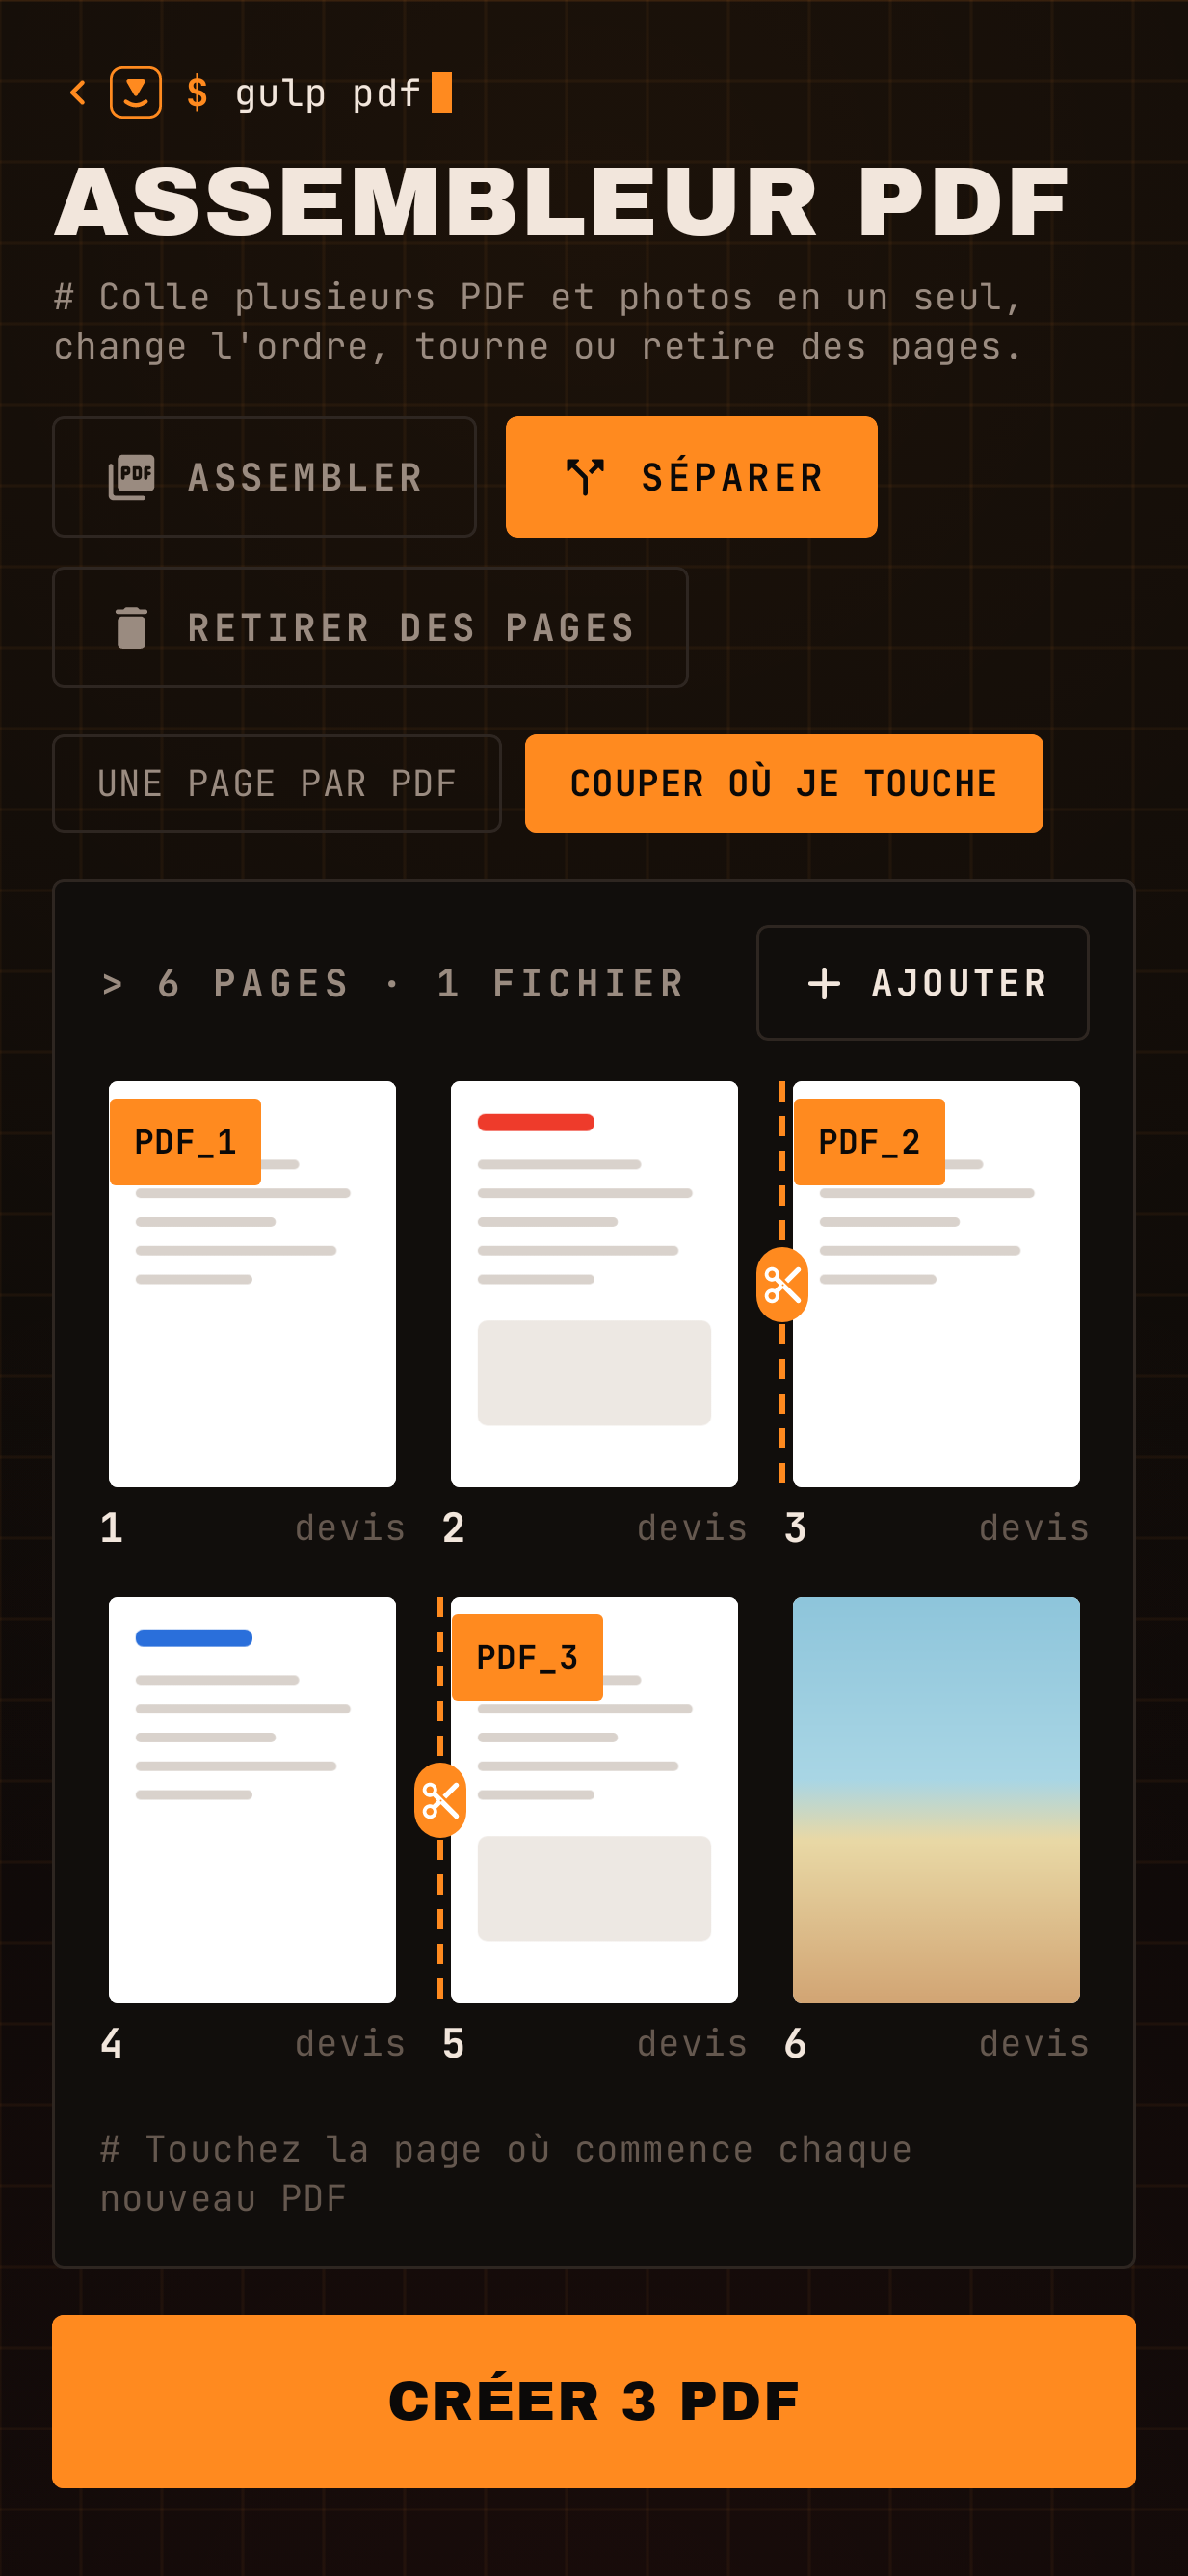 $ gulp pdf
ASSEMBLEUR PDF
# Colle plusieurs PDF et photos en un seul,
change l'ordre, tourne ou retire des pages.
PDF ASSEMBLER
SÉPARER
RETIRER DES PAGES
UNE PAGE PAR PDF
COUPER OÙ JE TOUCHE
> 6 PAGES · 1 FICHIER
+ AJOUTER
PDF_1
PDF_2
1 devis
2 devis
3 devis
PDF_3
4 devis
5 devis
6 devis
# Touchez la page où commence chaque
nouveau PDF
CRÉER 3 PDF